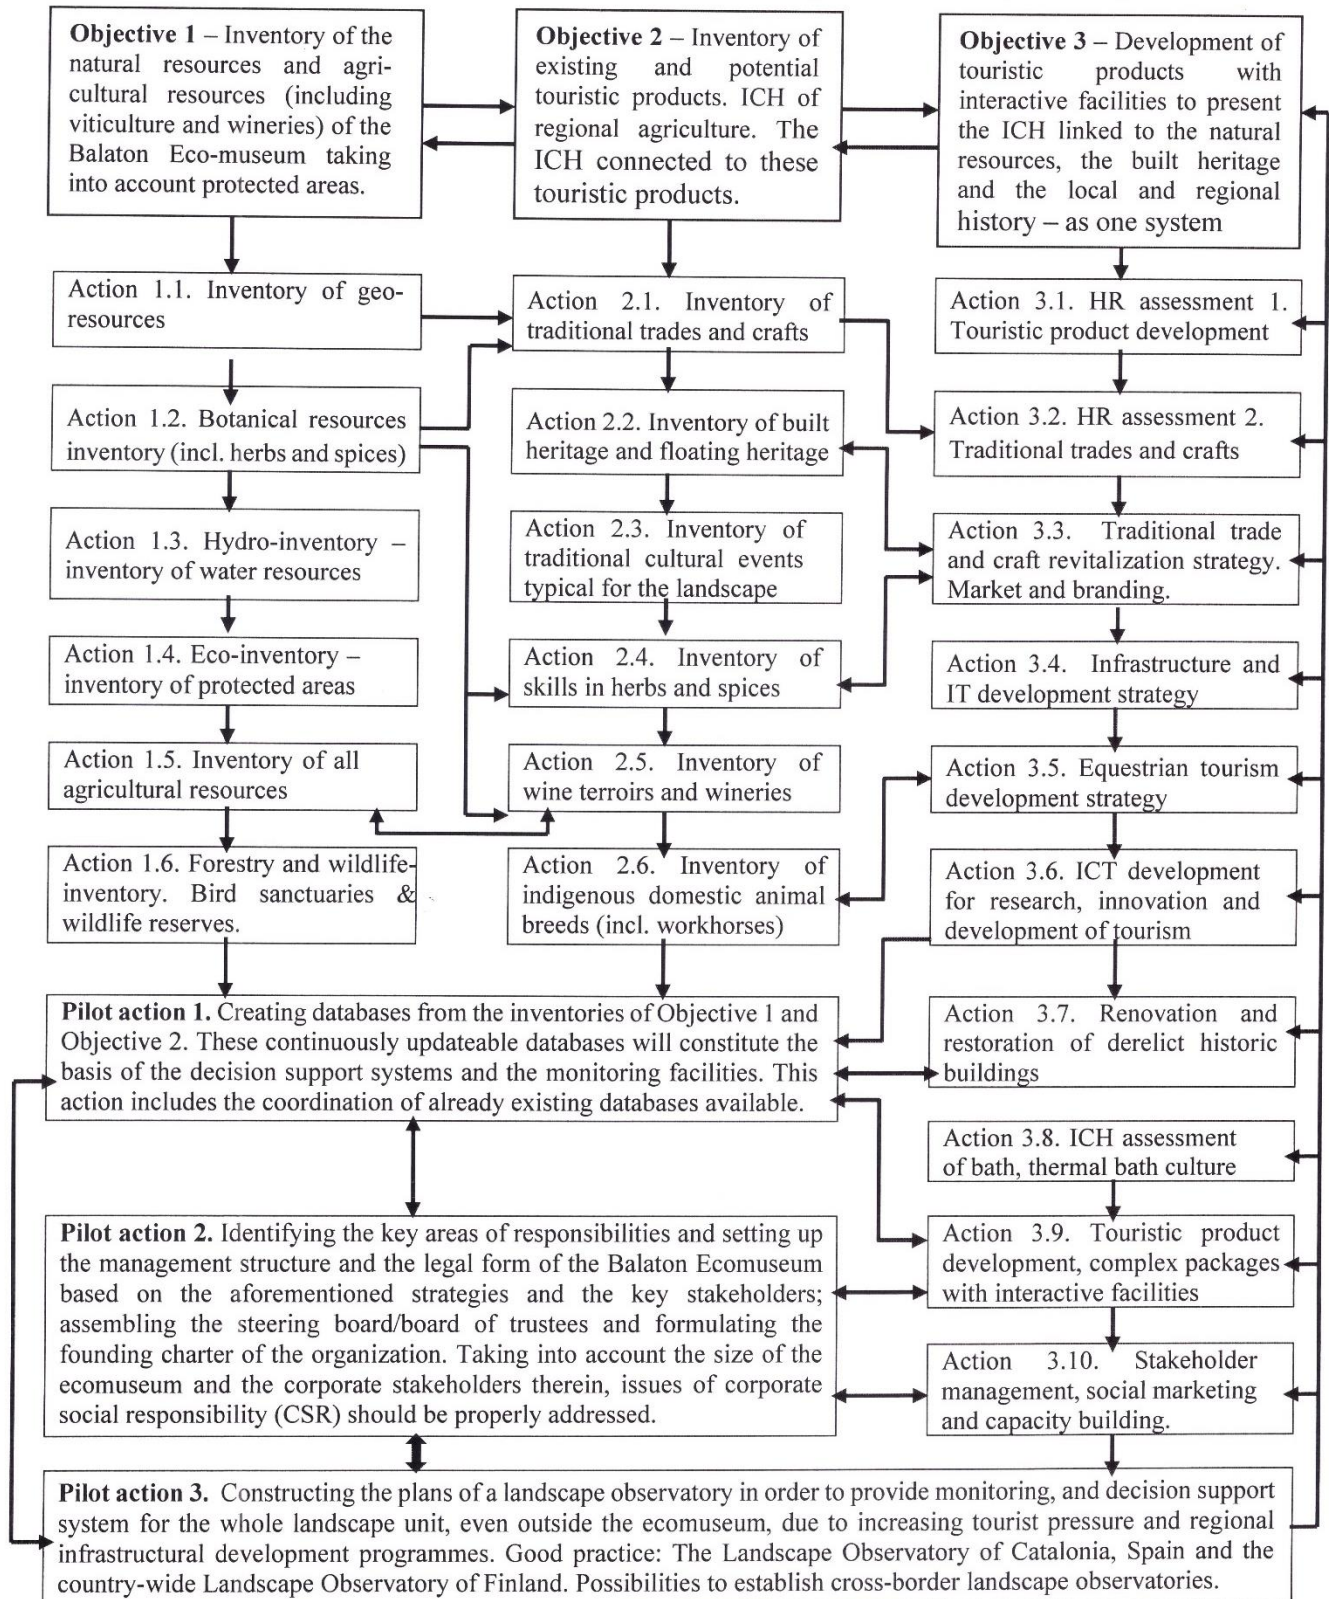 Objective 1 – Inventory of the
natural resources and agri-
cultural resources (including
viticulture and wineries) of the
Balaton Eco-museum taking
into account protected areas.
Objective 2 – Inventory of
existing and potential
touristic products. ICH of
regional agriculture. The
ICH connected to these
touristic products.
Objective 3 – Development of
touristic products with
interactive facilities to present
the ICH linked to the natural
resources, the built heritage
and the local and regional
history – as one system
Action 1.1. Inventory of geo-
resources
Action 2.1. Inventory of
traditional trades and crafts
Action 3.1. HR assessment 1.
Touristic product development
Action 1.2. Botanical resources
inventory (incl. herbs and spices)
Action 2.2. Inventory of built
heritage and floating heritage
Action 3.2. HR assessment 2.
Traditional trades and crafts
Action 1.3. Hydro-inventory –
inventory of water resources
Action 2.3. Inventory of
traditional cultural events
typical for the landscape
Action 3.3. Traditional trade
and craft revitalization strategy.
Market and branding.
Action 1.4. Eco-inventory –
inventory of protected areas
Action 2.4. Inventory of
skills in herbs and spices
Action 3.4. Infrastructure and
IT development strategy
Action 1.5. Inventory of all
agricultural resources
Action 2.5. Inventory of
wine terroirs and wineries
Action 3.5. Equestrian tourism
development strategy
Action 1.6. Forestry and wildlife-
inventory. Bird sanctuaries &
wildlife reserves.
Action 2.6. Inventory of
indigenous domestic animal
breeds (incl. workhorses)
Action 3.6. ICT development
for research, innovation and
development of tourism
Pilot action 1. Creating databases from the inventories of Objective 1 and
Objective 2. These continuously updateable databases will constitute the
basis of the decision support systems and the monitoring facilities. This
action includes the coordination of already existing databases available.
Action 3.7. Renovation and
restoration of derelict historic
buildings
Action 3.8. ICH assessment
of bath, thermal bath culture
Pilot action 2. Identifying the key areas of responsibilities and setting up
the management structure and the legal form of the Balaton Ecomuseum
based on the aforementioned strategies and the key stakeholders;
assembling the steering board/board of trustees and formulating the
founding charter of the organization. Taking into account the size of the
ecomuseum and the corporate stakeholders therein, issues of corporate
social responsibility (CSR) should be properly addressed.
Action 3.9. Touristic product
development, complex packages
with interactive facilities
Action 3.10. Stakeholder
management, social marketing
and capacity building.
Pilot action 3. Constructing the plans of a landscape observatory in order to provide monitoring, and decision support
system for the whole landscape unit, even outside the ecomuseum, due to increasing tourist pressure and regional
infrastructural development programmes. Good practice: The Landscape Observatory of Catalonia, Spain and the
country-wide Landscape Observatory of Finland. Possibilities to establish cross-border landscape observatories.